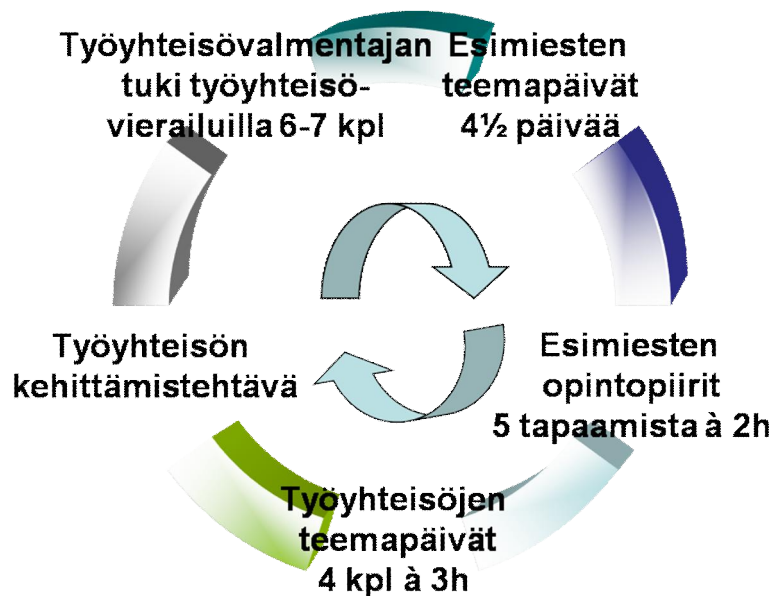 Työyhteisövalmentajan
tuki työyhteisö-
vierailuilla 6-7 kpl
Esimiesten
teemapäivät
4½ päivää
Työyhteisön
kehittämistehtävä
Esimiesten
opintopiirit
5 tapaamista à 2h
Työyhteisöjen
teemapäivät
4 kpl à 3h